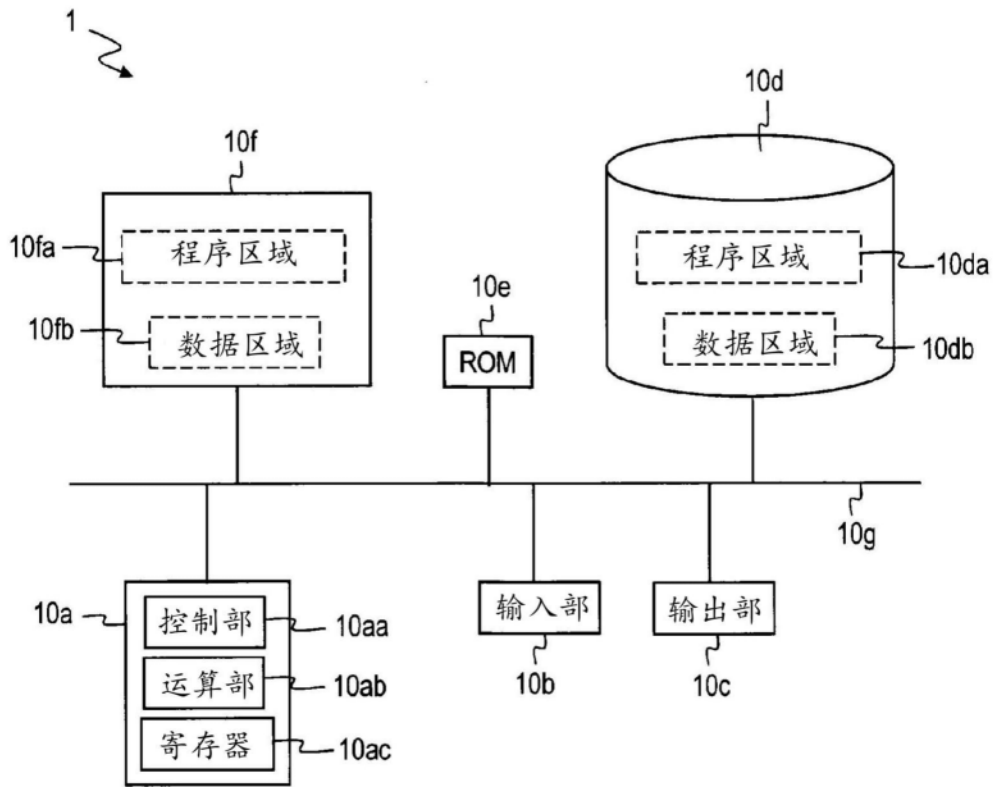 1
10d
10f
10fa
程序区域
程序区域
10da
10e
10fb
数据区域
ROM
数据区域
10db
10g
10a
控制部
10aa
输入部
输出部
运算部
10ab
10b
10c
寄存器
10ac